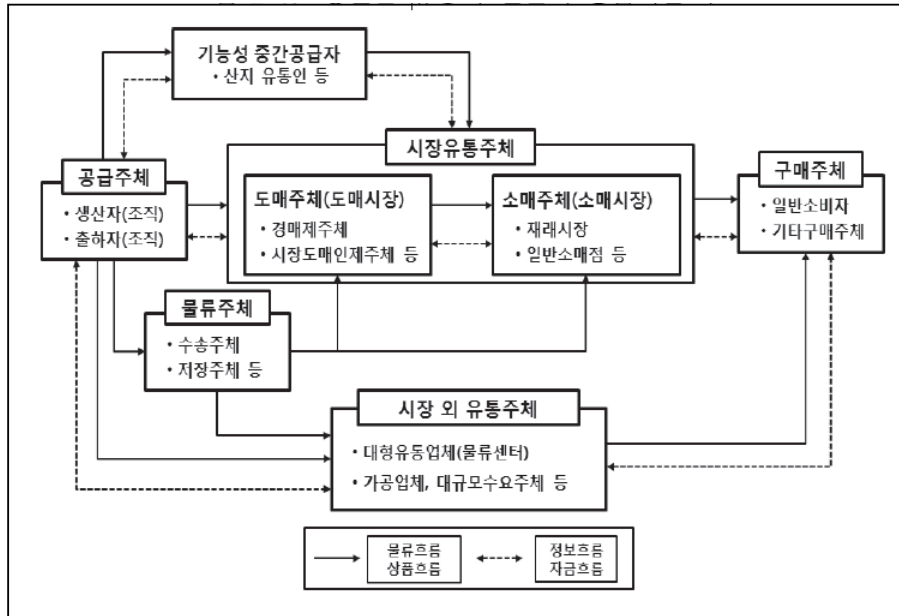 기능성 중간공급자
• 산지 유통인 등
시장유통주체
공급주체
• 생산자(조직)
• 출하자(조직)
도매주체(도매시장)
• 경매제주체
• 시장도매인제주체 등
소매주체(소매시장)
• 재래시장
• 일반소매점 등
구매주체
• 일반소비자
• 기타구매주체
물류주체
• 수송주체
• 저장주체 등
시장 외 유통주체
• 대형유통업체(물류센터)
• 가공업체, 대규모수요주체 등
물류흐름
상품흐름
정보흐름
자금흐름